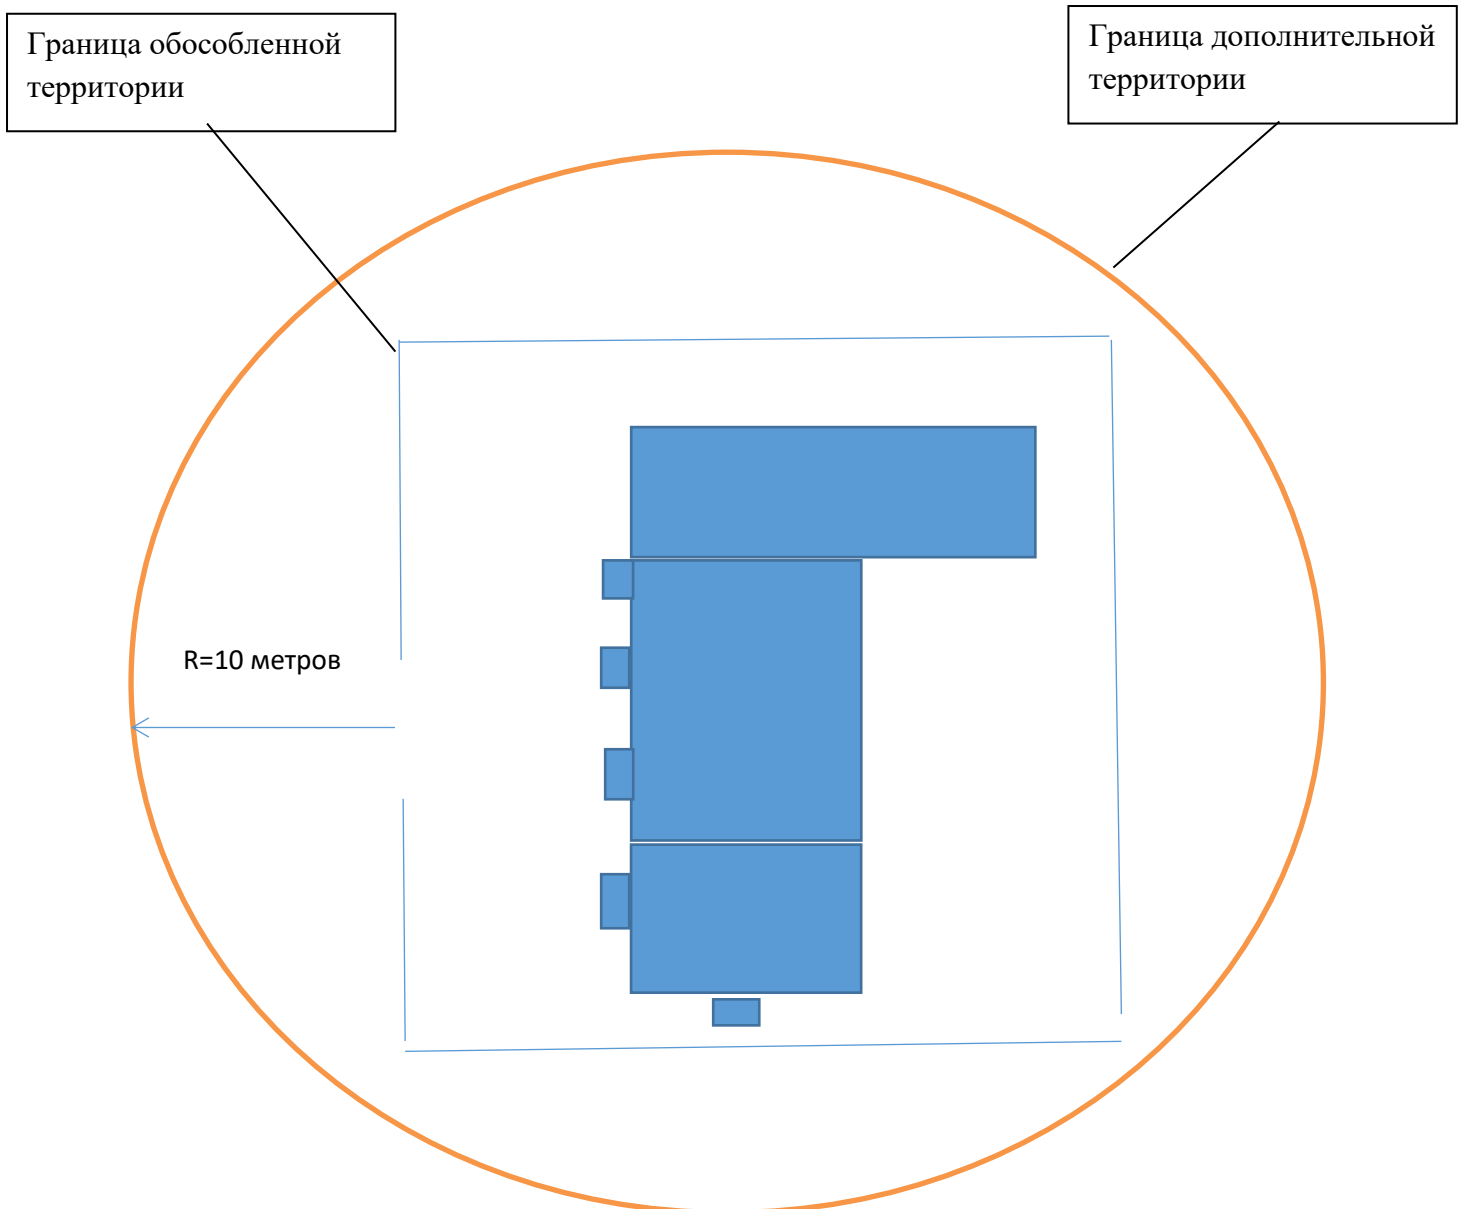 Граница обособленной
территории
Граница дополнительной
территории
R=10 метров